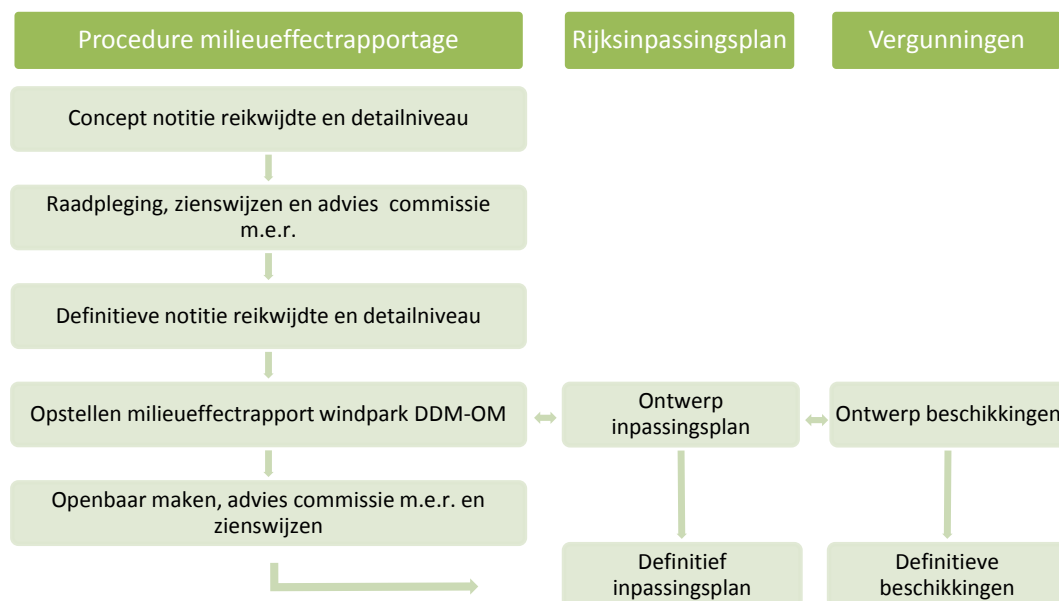 Procedure milieueffectrapportage
Rijksinpassingsplan
Vergunningen
Concept notitie reikwijdte en detailniveau
Raadpleging, zienswijzen en advies commissie
m.e.r.
Definitieve notitie reikwijdte en detailniveau
Opstellen milieueffectrapport windpark DDM-OM
Ontwerp
inpassingsplan
Ontwerp beschikkingen
Openbaar maken, advies commissie m.e.r. en
zienswijzen
Definitief
inpassingsplan
Definitieve
beschikkingen